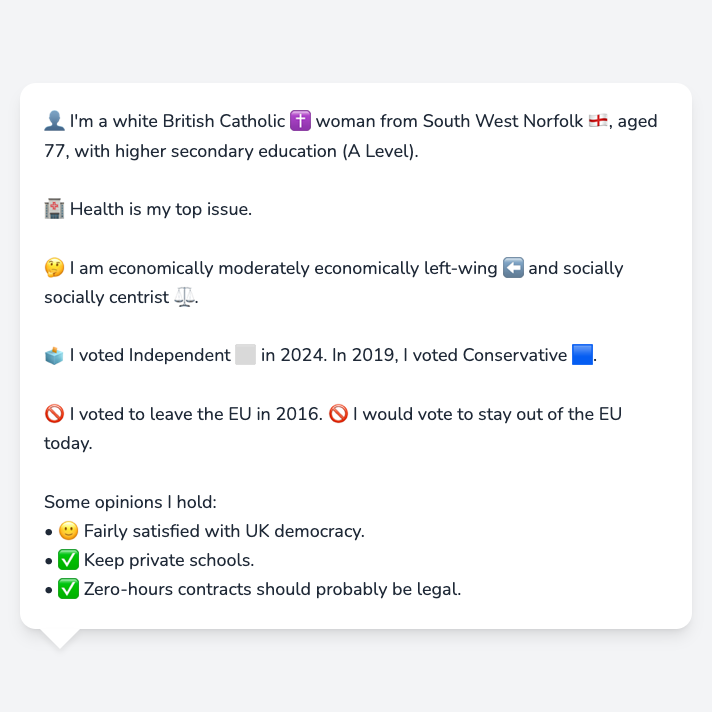 👤 I'm a white British Catholic ✝️ woman from South West Norfolk 🏴󠁧󠁢󠁥󠁮󠁧󠁿, aged
77, with higher secondary education (A Level).
🏥 Health is my top issue.
🤔 I am economically moderately economically left-wing ⬅️ and socially
socially centrist ⚖️.
🗳️ I voted Independent ⬜ in 2024. In 2019, I voted Conservative 🟦.
🚫 I voted to leave the EU in 2016. 🚫 I would vote to stay out of the EU
today.
Some opinions I hold:
• 🙂 Fairly satisfied with UK democracy.
• ✅ Keep private schools.
• ✅ Zero-hours contracts should probably be legal.